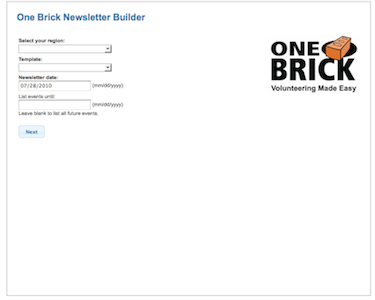 One Brick Newsletter Builder
Select your region:
Template:
Newsletter date:
07/28/2010 (mm/dd/yyyy)
List events until:
(mm/dd/yyyy)
Leave blank to list all future events.
Next
ONE
BRICK
Volunteering Made Easy